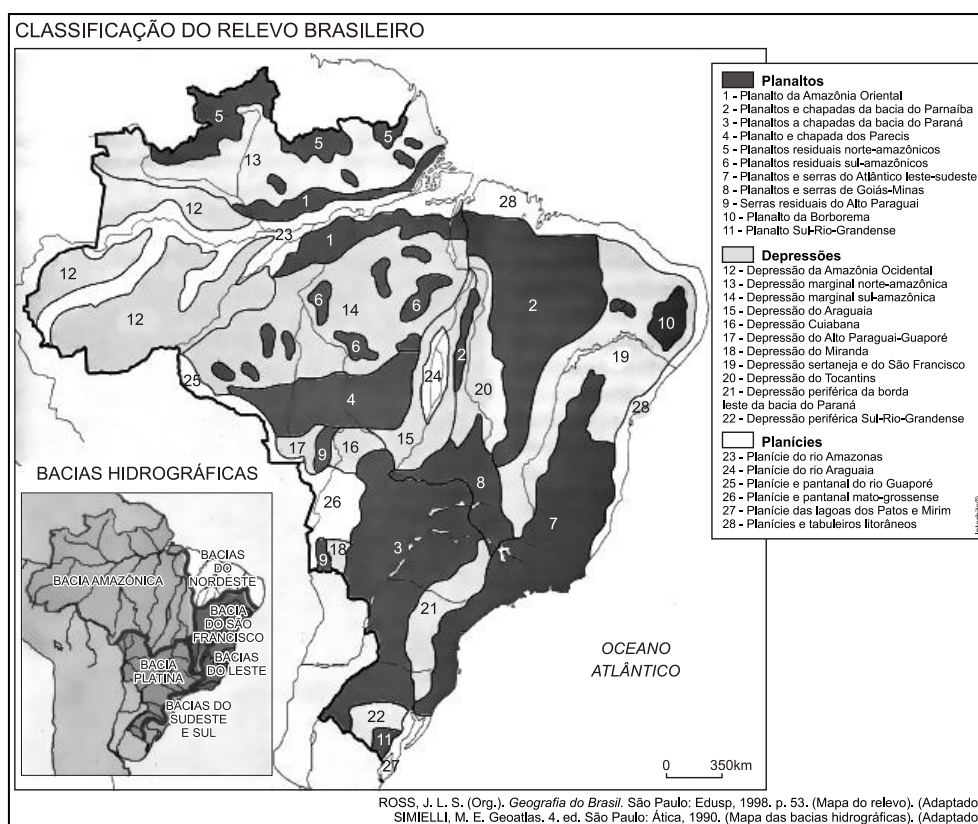 CLASSIFICAÇÃO DO RELEVO BRASILEIRO
5
5
5
13
1
12
28
23
1
12
14
6
6
2
12
10
6
19
2
24
20
25
28
4
17
9
16
15
26
8
7
3
9
18
21
22
11
27
OCEANO
ATLÂNTICO
0 350km
BACIAS HIDROGRÁFICAS
BACIAS
DO
NORDESTE
BACIA AMAZÔNICA
BACIA
DO SÃO
FRANCISCO
BACIA
PLATINA
BACIAS
DO LESTE
BACIAS DO
SUDESTE
E SUL
Planaltos
1 - Planalto da Amazônia Oriental
2 - Planaltos e chapadas da bacia do Parnaíba
3 - Planaltos a chapadas da bacia do Paraná
4 - Planalto e chapada dos Parecis
5 - Planaltos residuais norte-amazônicos
6 - Planaltos residuais sul-amazônicos
7 - Planaltos e serras do Atlântico leste-sudeste
8 - Planaltos e serras de Goiás-Minas
9 - Serras residuais do Alto Paraguai
10 - Planalto da Borborema
11 - Planalto Sul-Rio-Grandense
Depressões
12 - Depressão da Amazônia Ocidental
13 - Depressão marginal norte-amazônica
14 - Depressão marginal sul-amazônica
15 - Depressão do Araguaia
16 - Depressão Cuiabana
17 - Depressão do Alto Paraguai-Guaporé
18 - Depressão do Miranda
19 - Depressão sertaneja e do São Francisco
20 - Depressão do Tocantins
21 - Depressão periférica da borda
leste da bacia do Paraná
22 - Depressão periférica Sul-Rio-Grandense
Planícies
23 - Planície do rio Amazonas
24 - Planície do rio Araguaia
25 - Planície e pantanal do rio Guaporé
26 - Planície e pantanal mato-grossense
27 - Planície das lagoas dos Patos e Mirim
28 - Planícies e tabuleiros litorâneos
ROSS, J. L. S. (Org.). Geografia do Brasil. São Paulo: Edusp, 1998. p. 53. (Mapa do relevo). (Adaptado
SIMIELLI, M. E. Geoatlas. 4. ed. São Paulo: Ática, 1990. (Mapa das bacias hidrográficas). (Adaptado